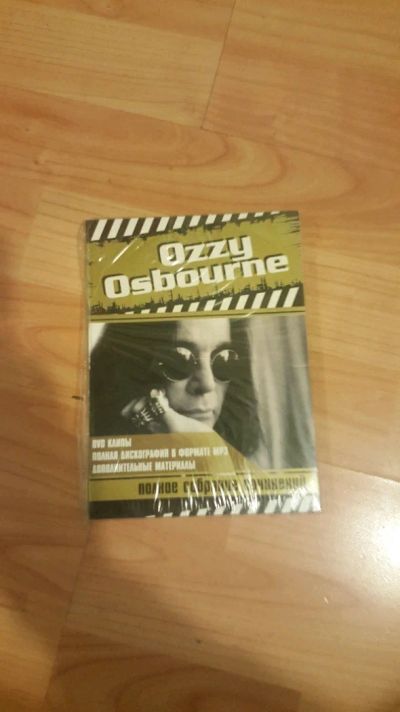 Ozzy
Osbourne
DVD КЛИПЫ
ПОЛНАЯ ДИСКОГРАФИЯ В ФОРМАТЕ MP3
ДОПОЛНИТЕЛЬНЫЕ МАТЕРИАЛЫ
ПОЛНОЕ СОБРАНИЕ СОЧИНЕНИЙ